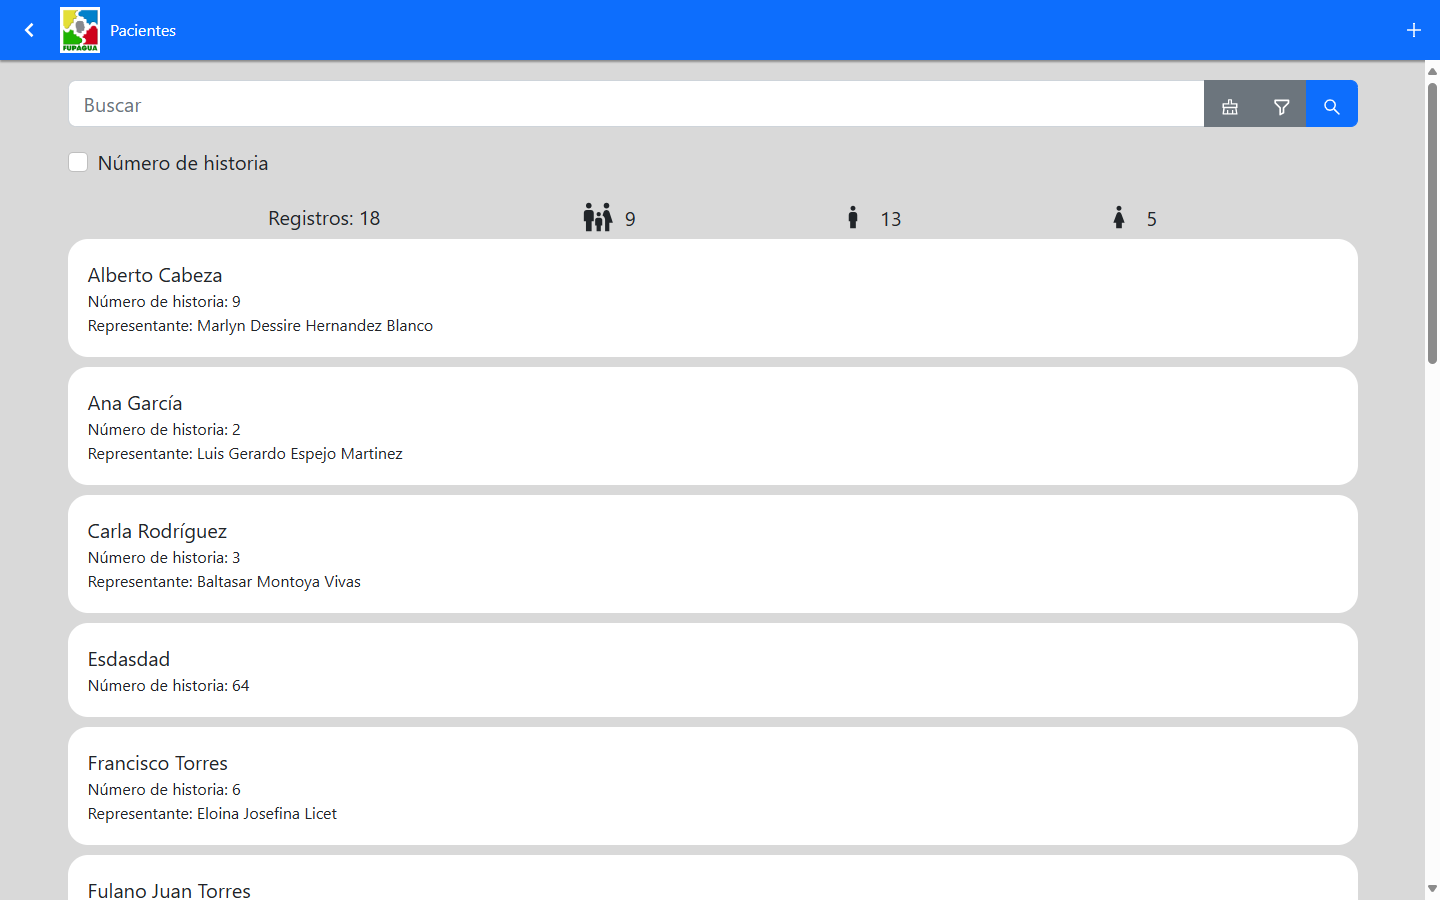 FUPAGUA
Pacientes
Buscar
Número de historia
Registros: 18
9
13
5
Alberto Cabeza
Número de historia: 9
Representante: Marlyn Dessire Hernandez Blanco
Ana García
Número de historia: 2
Representante: Luis Gerardo Espejo Martinez
Carla Rodríguez
Número de historia: 3
Representante: Baltasar Montoya Vivas
Esdasdad
Número de historia: 64
Francisco Torres
Número de historia: 6
Representante: Eloina Josefina Licet
Fulano Juan Torres